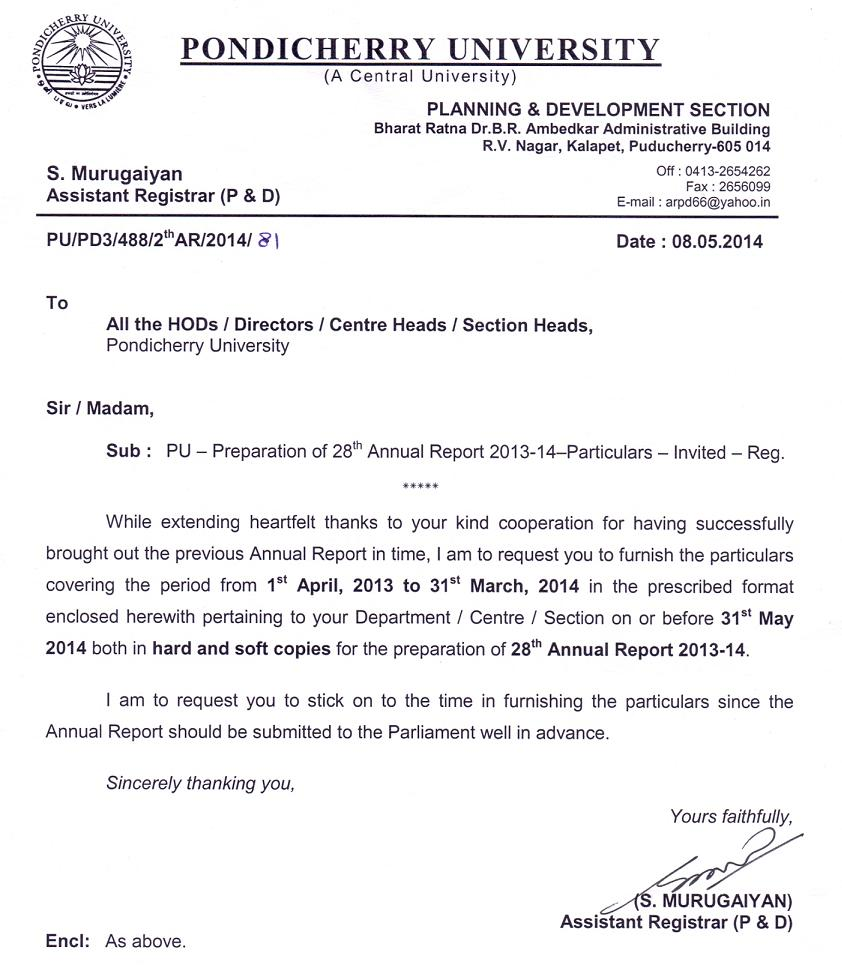 PONDICHERRY UNIVERSITY
PONDICHERRY UNIVERSITY
(A Central University)
VERS LA LUMIÈRE
PLANNING & DEVELOPMENT SECTION
Bharat Ratna Dr.B.R. Ambedkar Administrative Building
R.V. Nagar, Kalapet, Puducherry-605 014
S. Murugaiyan
Assistant Registrar (P & D)
Off : 0413-2654262
Fax : 2656099
E-mail : arpd66@yahoo.in
PU/PD3/488/2thAR/2014/ 81
Date : 08.05.2014
To
All the HODs / Directors / Centre Heads / Section Heads,
Pondicherry University
Sir / Madam,
Sub : PU – Preparation of 28th Annual Report 2013-14–Particulars – Invited – Reg.
*****
While extending heartfelt thanks to your kind cooperation for having successfully
brought out the previous Annual Report in time, I am to request you to furnish the particulars
covering the period from 1st April, 2013 to 31st March, 2014 in the prescribed format
enclosed herewith pertaining to your Department / Centre / Section on or before 31st May
2014 both in hard and soft copies for the preparation of 28th Annual Report 2013-14.
I am to request you to stick on to the time in furnishing the particulars since the
Annual Report should be submitted to the Parliament well in advance.
Sincerely thanking you,
Yours faithfully,
(S. MURUGAIYAN)
Assistant Registrar (P & D)
Encl: As above.